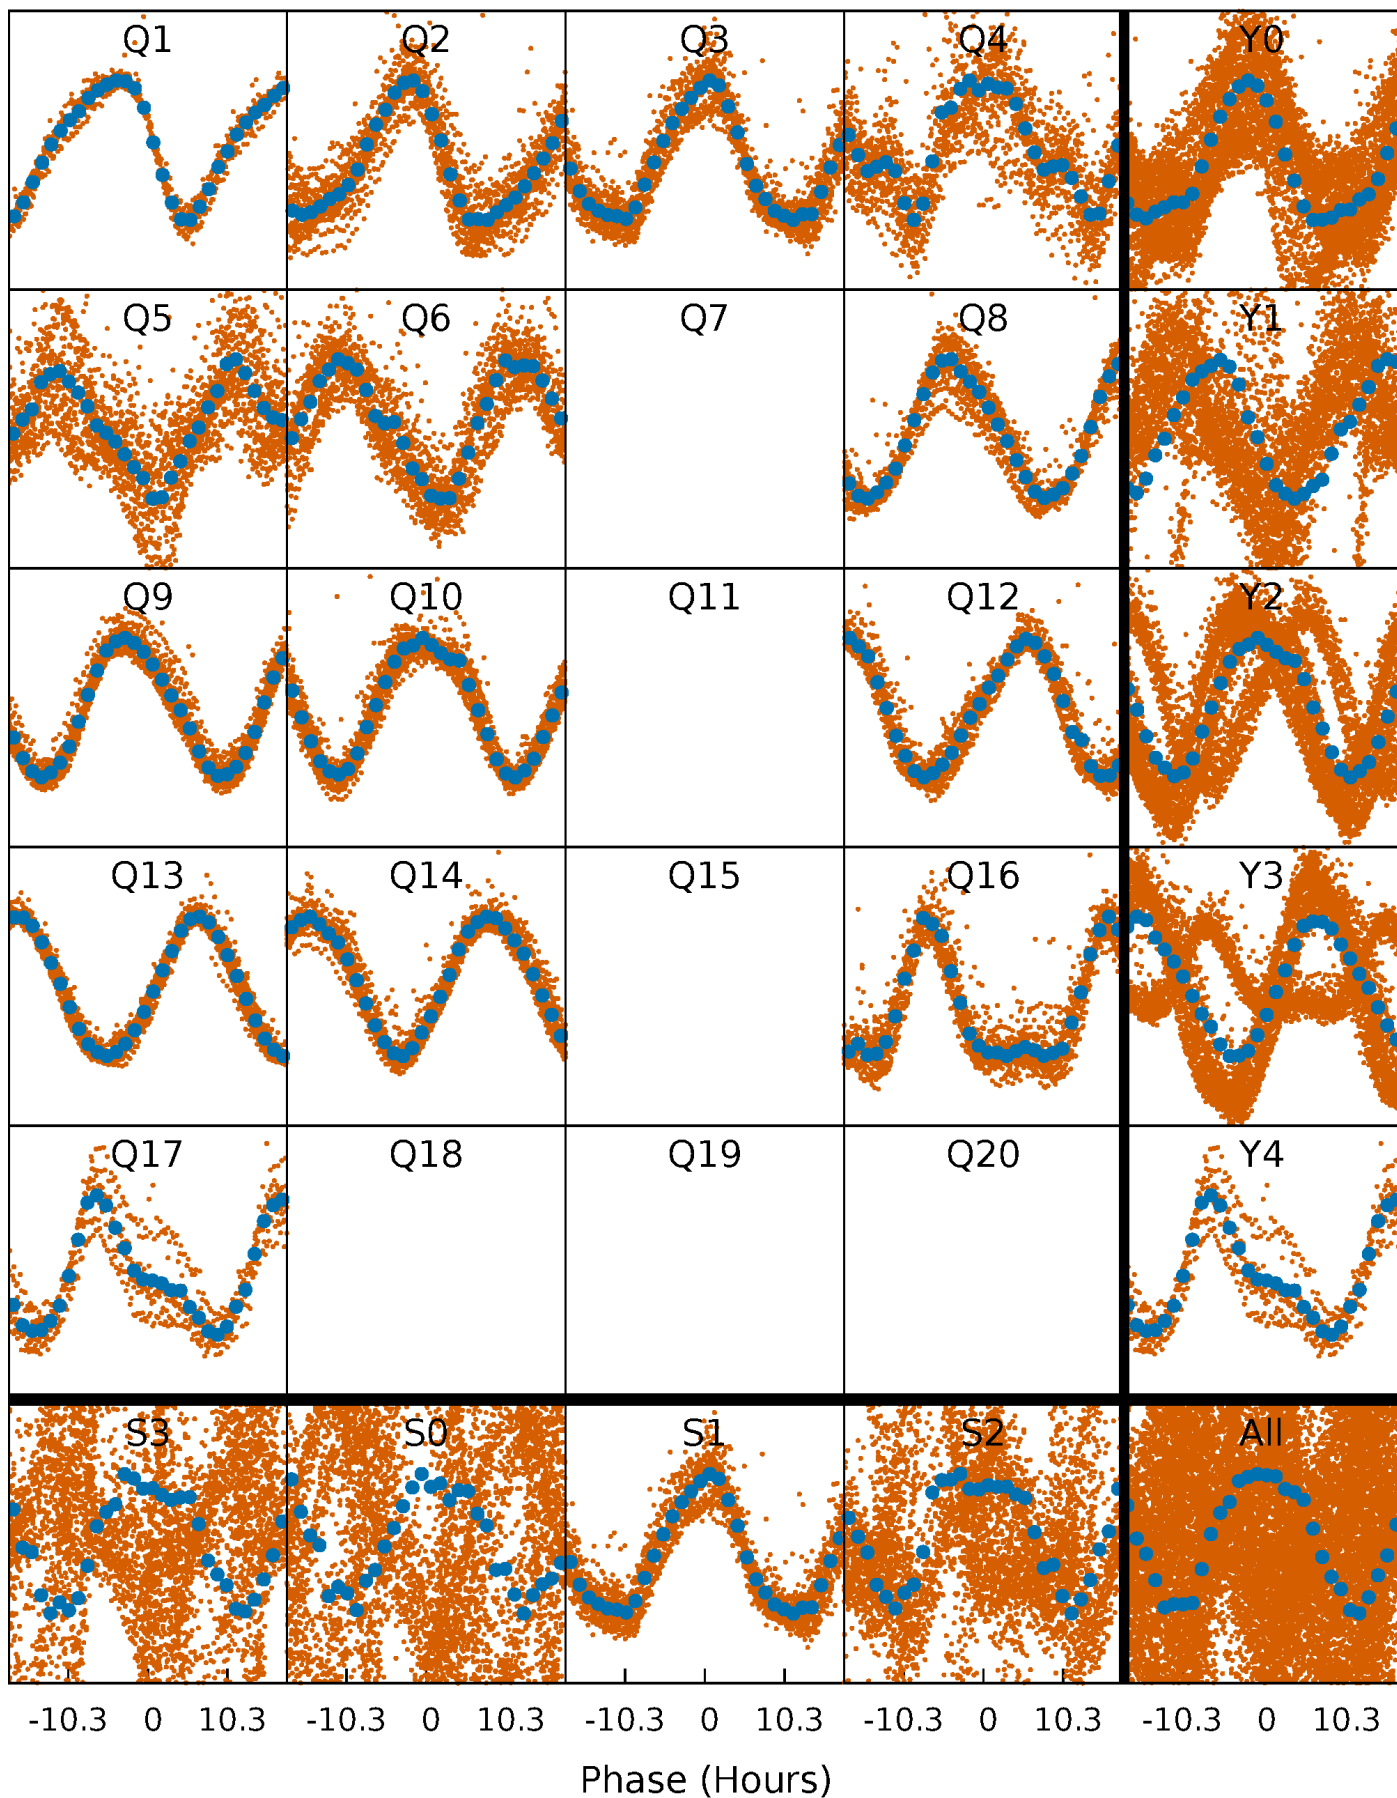 Q1 Q2 Q3 Q4 Y0
Q5 Q6 Q7 Q8 Y1
Q9 Q10 Q11 Q12 Y2
Q13 Q14 Q15 Q16 Y3
Q17 Q18 Q19 Q20 Y4
S3 S0 S1 S2 All
-10.3 0 10.3 -10.3 0 10.3 -10.3 0 10.3 -10.3 0 10.3 -10.3 0 10.3
Phase (Hours)